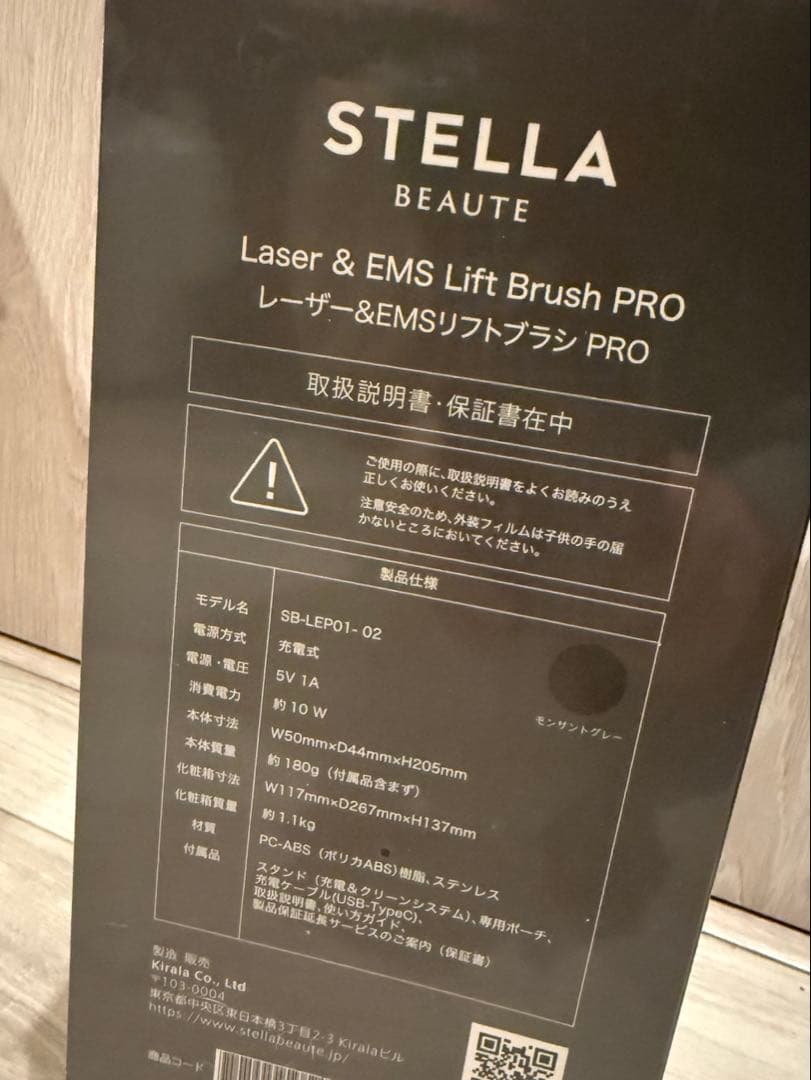 STELLA
BEAUTE
Laser & EMS Lift Brush PRO
レーザー&EMSリフトブラシ PRO
取扱説明書・保証書在中
ご使用の際に、取扱説明書をよくお読みのうえ
正しくお使いください。
注意安全のため、外装フィルムは子供の手の届
かないところにおいてください。
製品仕様
モデル名 SB-LEP01- 02
電源方式 充電式
電源・電圧 5V 1A
消費電力 約 10 W
本体寸法 W50mm×D44mm×H205mm
本体質量 約 180g（付属品含まず）
化粧箱寸法 W117mm×D267mm×H137mm
化粧箱質量 約 1.1kg
材質 PC-ABS（ポリカABS）樹脂、ステンレス
付属品 スタンド（充電&クリーンシステム）、専用ポーチ、
充電ケーブル(USB-TypeC)、
取扱説明書、使い方ガイド、
製品保証延長サービスのご案内（保証書）
モンサントグレー
製造 販売
Kirala Co., Ltd
〒103-0004
東京都中央区東日本橋3丁目2-3 Kiralaビル
https://www.stellabeaute.jp/
商品コード